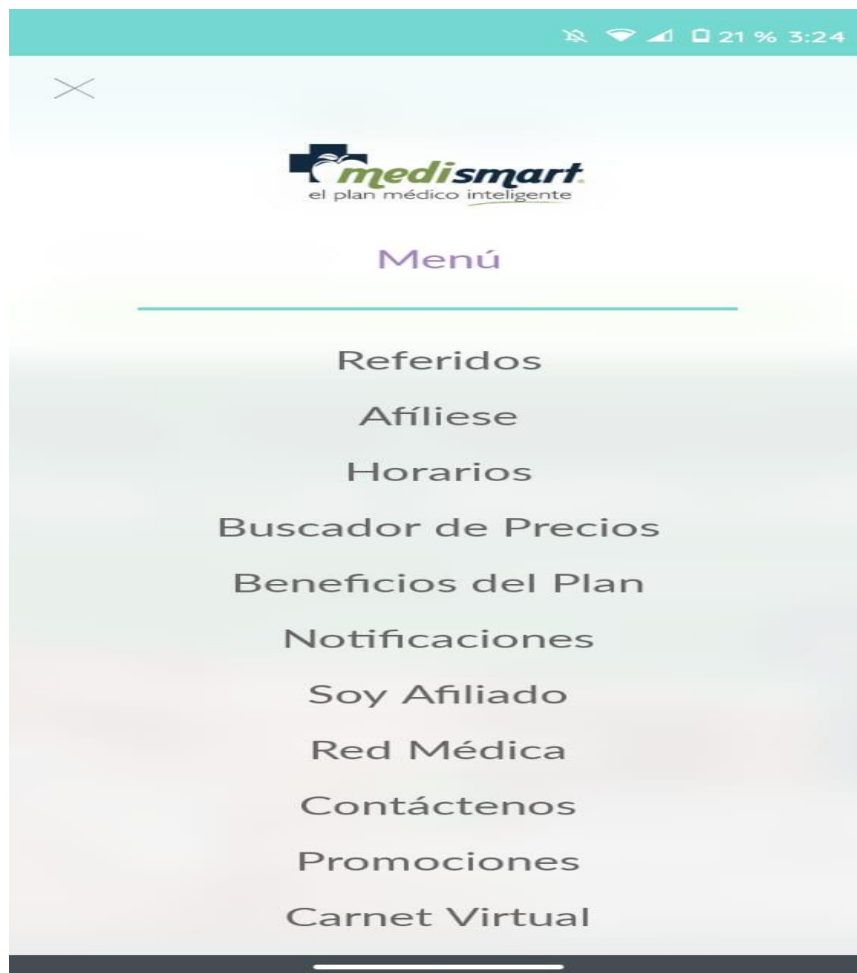 21 % 3:24
medismart
el plan médico inteligente
Menú
Referidos
Afíliese
Horarios
Buscador de Precios
Beneficios del Plan
Notificaciones
Soy Afiliado
Red Médica
Contáctenos
Promociones
Carnet Virtual